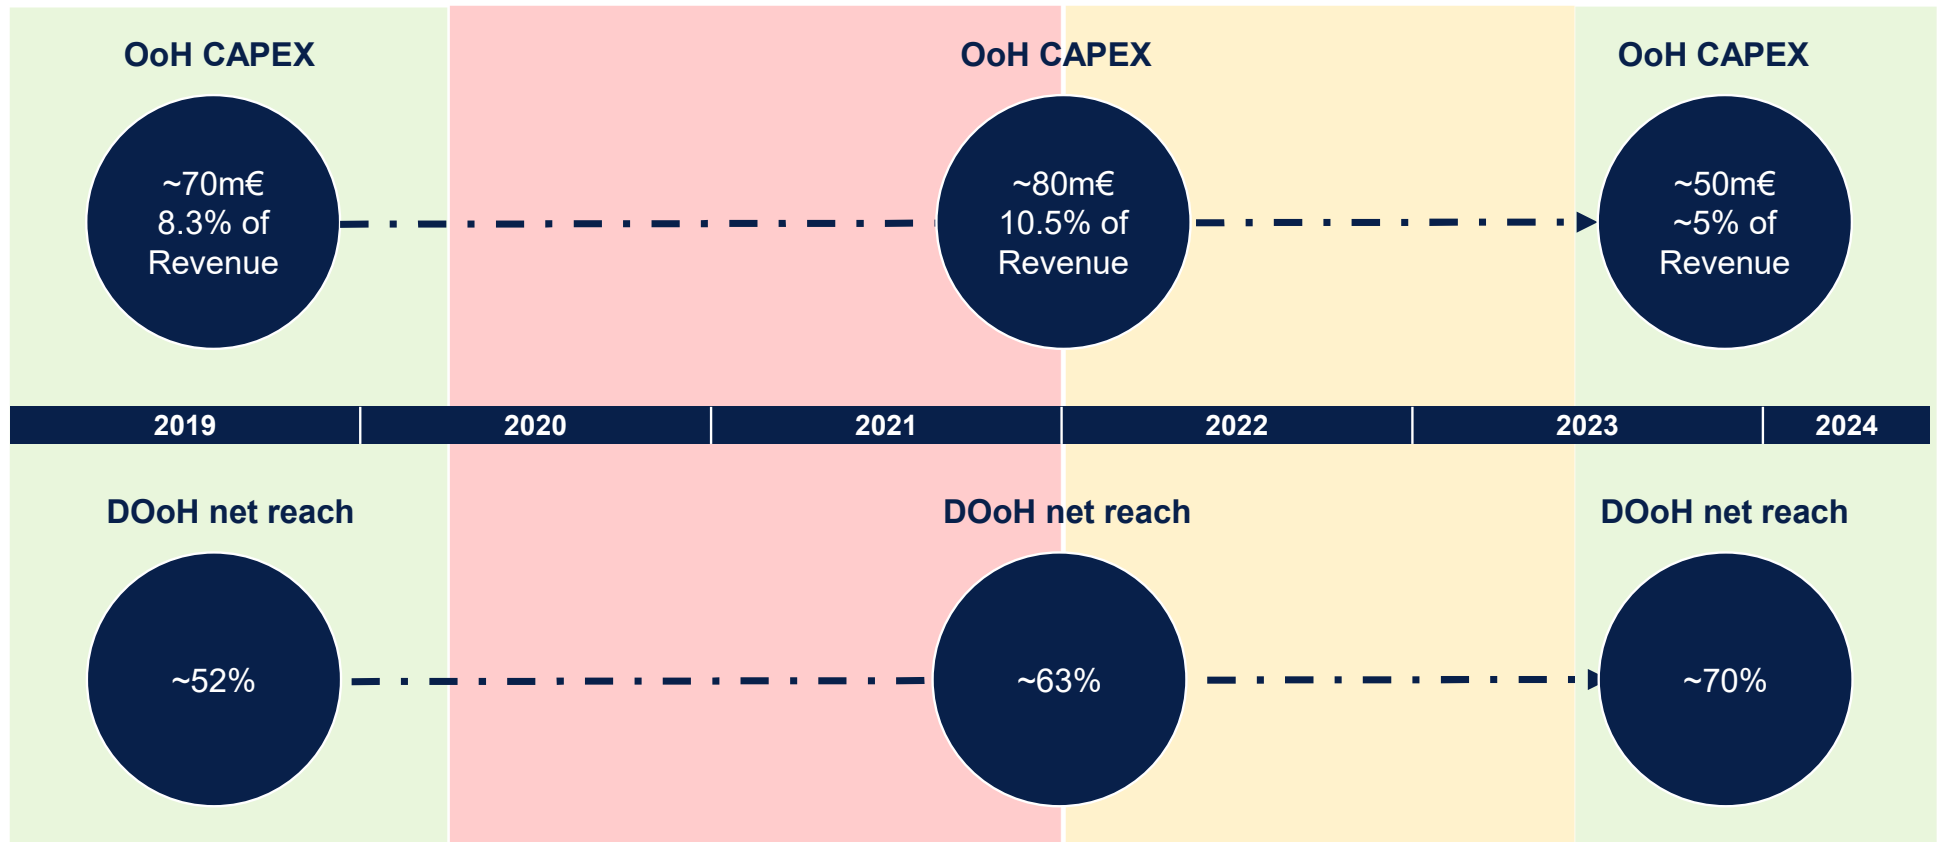 OoH CAPEX
OoH CAPEX
OoH CAPEX
~70m€
8.3% of
Revenue
~80m€
10.5% of
Revenue
~50m€
~5% of
Revenue
2019
2020
2021
2022
2023
2024
DOoH net reach
DOoH net reach
DOoH net reach
~52%
~63%
~70%